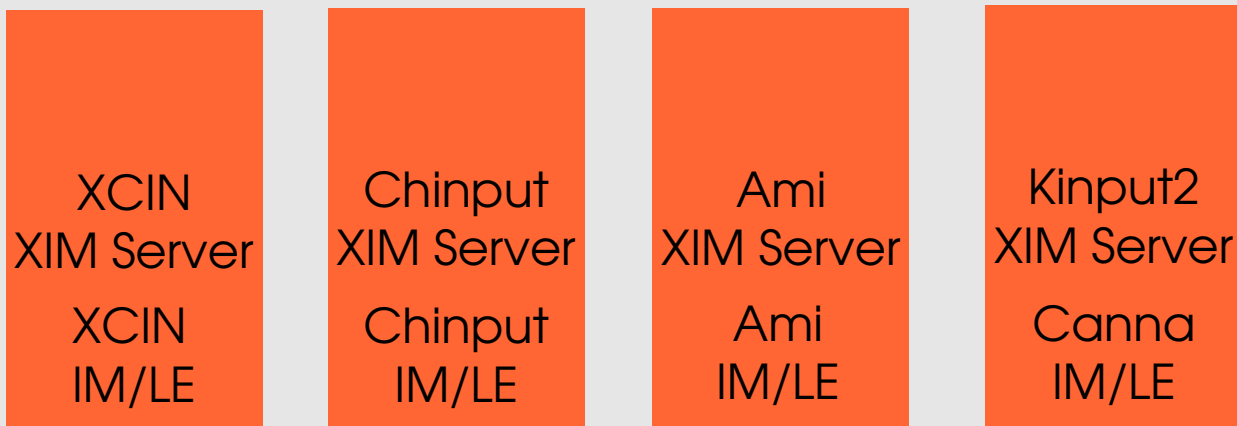 XCIN
XIM Server
XCIN
IM/LE
Chinput
XIM Server
Chinput
IM/LE
Ami
XIM Server
Ami
IM/LE
Kinput2
XIM Server
Canna
IM/LE